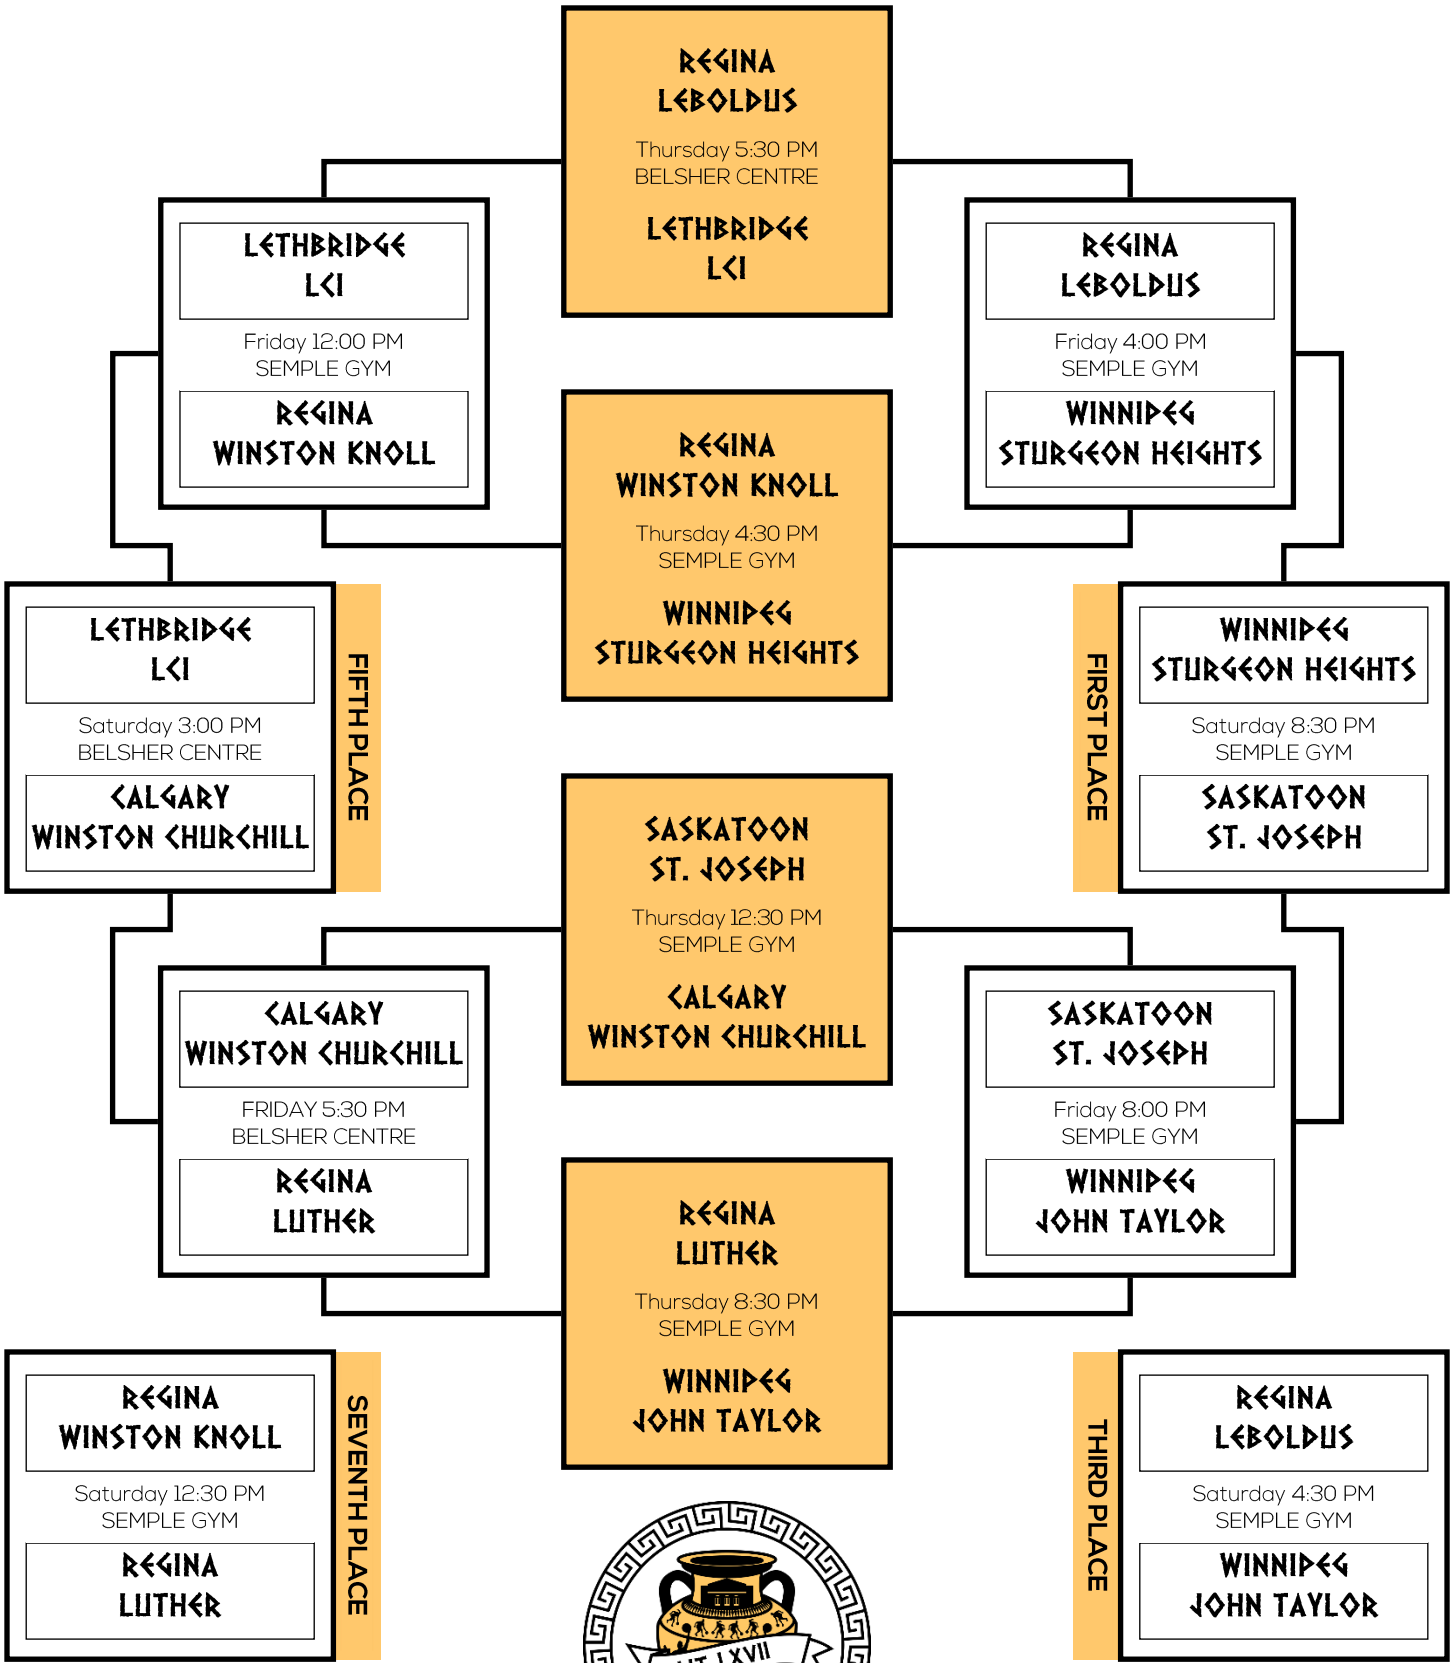 REGINA
LEBOLDUS
Thursday 5:30 PM
BELSHER CENTRE
LETHBRIDGE
LCI
LETHBRIDGE
LCI
Friday 12:00 PM
SEMPLE GYM
REGINA
WINSTON KNOLL
REGINA
LEBOLDUS
Friday 4:00 PM
SEMPLE GYM
WINNIPEG
STURGEON HEIGHTS
REGINA
WINSTON KNOLL
Thursday 4:30 PM
SEMPLE GYM
WINNIPEG
STURGEON HEIGHTS
LETHBRIDGE
LCI
Saturday 3:00 PM
BELSHER CENTRE
CALGARY
WINSTON CHURCHILL
FIFTH PLACE
FIRST PLACE
WINNIPEG
STURGEON HEIGHTS
Saturday 8:30 PM
SEMPLE GYM
SASKATOON
ST. JOSEPH
SASKATOON
ST. JOSEPH
Thursday 12:30 PM
SEMPLE GYM
CALGARY
WINSTON CHURCHILL
CALGARY
WINSTON CHURCHILL
FRIDAY 5:30 PM
BELSHER CENTRE
REGINA
LUTHER
SASKATOON
ST. JOSEPH
Friday 8:00 PM
SEMPLE GYM
WINNIPEG
JOHN TAYLOR
REGINA
LUTHER
Thursday 8:30 PM
SEMPLE GYM
WINNIPEG
JOHN TAYLOR
REGINA
WINSTON KNOLL
Saturday 12:30 PM
SEMPLE GYM
REGINA
LUTHER
SEVENTH PLACE
THIRD PLACE
REGINA
LEBOLDUS
Saturday 4:30 PM
SEMPLE GYM
WINNIPEG
JOHN TAYLOR
LXVII